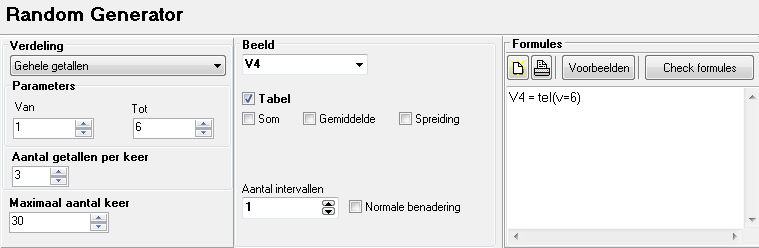 Random Generator
Verdeling
Gehele getallen
Parameters
Van
Tot
1
6
Aantal getallen per keer
3
Maximaal aantal keer
30
Beeld
V4
Tabel
Som
Gemiddelde
Spreiding
Aantal intervallen
1
Normale benadering
Formules
Voorbeelden
Check formules
V4 = tel(v=6)